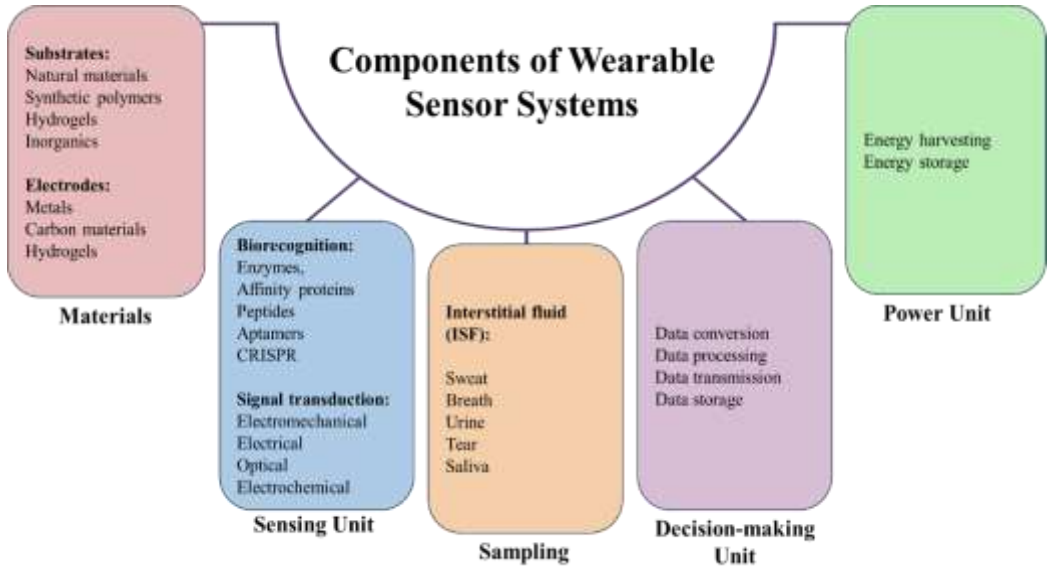 Components of Wearable
Sensor Systems
Substrates:
Natural materials
Synthetic polymers
Hydrogels
Inorganics
Electrodes:
Metals
Carbon materials
Hydrogels
Materials
Biorecognition:
Enzymes,
Affinity proteins
Peptides
Aptamers
CRISPR
Signal transduction:
Electromechanical
Electrical
Optical
Electrochemical
Sensing Unit
Interstitial fluid
(ISF):
Sweat
Breath
Urine
Tear
Saliva
Sampling
Data conversion
Data processing
Data transmission
Data storage
Decision-making
Unit
Energy harvesting
Energy storage
Power Unit